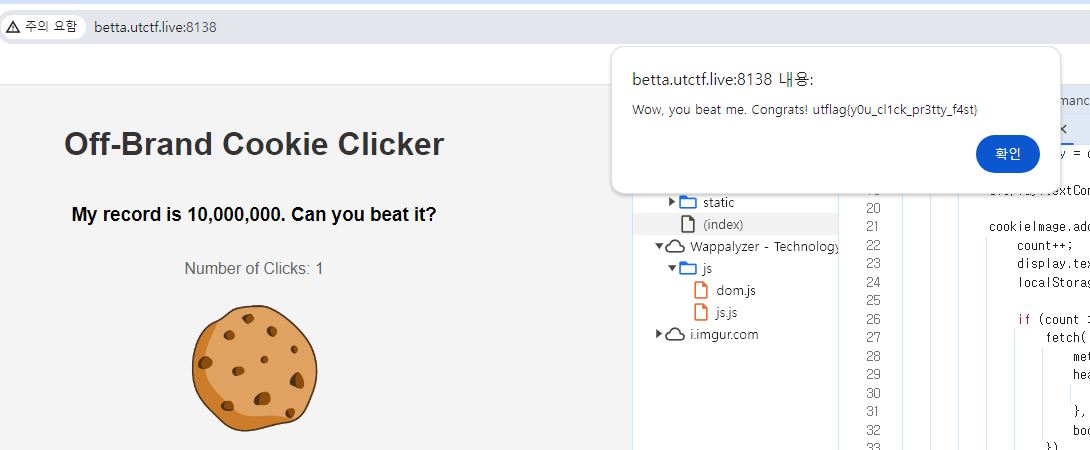 주의 요함 betta.utctf.live:8138
betta.utctf.live:8138 내용:
Wow, you beat me. Congrats! utflag{y0u_cl1ck_pr3tty_f4st}
확인
Off-Brand Cookie Clicker
My record is 10,000,000. Can you beat it?
Number of Clicks: 1
static
(index)
Wappalyzer - Technology
js
dom.js
js.js
i.imgur.com
20
21 cookieImage.add
22 count++;
23 display.tex
24 localStorag
25
26 if (count
27 fetch(
28 met
29 hea
30
31 },
32 bod
33 })